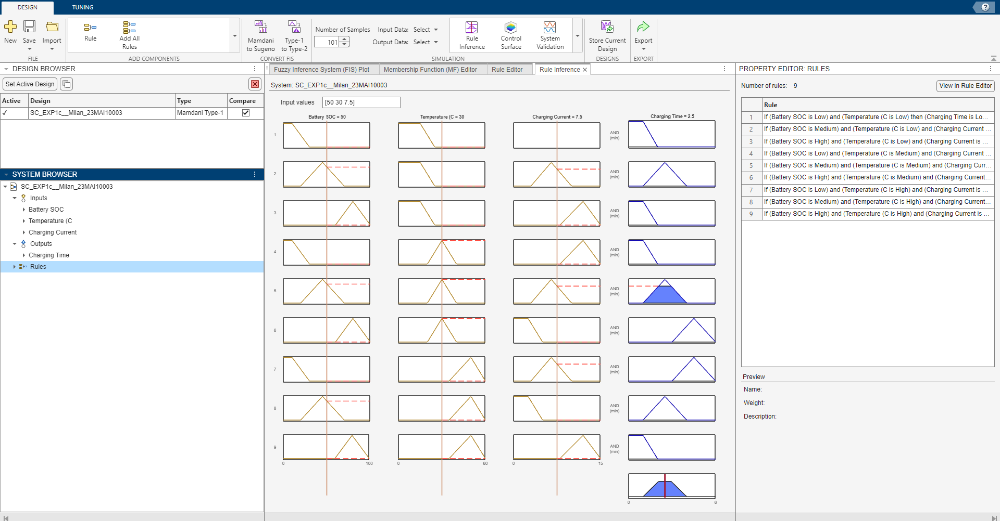 DESIGN TUNING
New Save Import
FILE
Rule Add All Rules
ADD COMPONENTS
Mamdani to Sugeno Type-1 to Type-2
CONVERT FIS
Number of Samples 101
Input Data: Select
Output Data: Select
Rule Inference Control Surface System Validation
SIMULATION
Store Current Design
DESIGNS
Export
EXPORT
DESIGN BROWSER
Set Active Design
Active Design Type Compare
SC_EXP1c__Milan_23MAI10003 Mamdani Type-1
SYSTEM BROWSER
SC_EXP1c__Milan_23MAI10003
Inputs
Battery SOC
Temperature (C
Charging Current
Outputs
Charging Time
Rules
Fuzzy Inference System (FIS) Plot Membership Function (MF) Editor Rule Editor Rule Inference
System: SC_EXP1c__Milan_23MAI10003
Input values [50 30 7.5]
Battery SOC = 50 Temperature (C = 30 Charging Current = 7.5 Charging Time = 2.5
1 AND (min)
2 AND (min)
3 AND (min)
4 AND (min)
5 AND (min)
6 AND (min)
7 AND (min)
8 AND (min)
9 AND (min)
0 100 0 60 0 15
0 6
PROPERTY EDITOR: RULES
Number of rules: 9 View in Rule Editor
Rule
1 If (Battery SOC is Low) and (Temperature (C is Low) then (Charging Time is Lo...
2 If (Battery SOC is Medium) and (Temperature (C is Low) and (Charging Current ...
3 If (Battery SOC is High) and (Temperature (C is Low) and (Charging Current is ...
4 If (Battery SOC is Low) and (Temperature (C is Medium) and (Charging Current ...
5 If (Battery SOC is Medium) and (Temperature (C is Medium) and (Charging Curr...
6 If (Battery SOC is High) and (Temperature (C is Medium) and (Charging Current...
7 If (Battery SOC is Low) and (Temperature (C is High) and (Charging Current is ...
8 If (Battery SOC is Medium) and (Temperature (C is High) and (Charging Current...
9 If (Battery SOC is High) and (Temperature (C is High) and (Charging Current is ...
Preview
Name:
Weight:
Description: